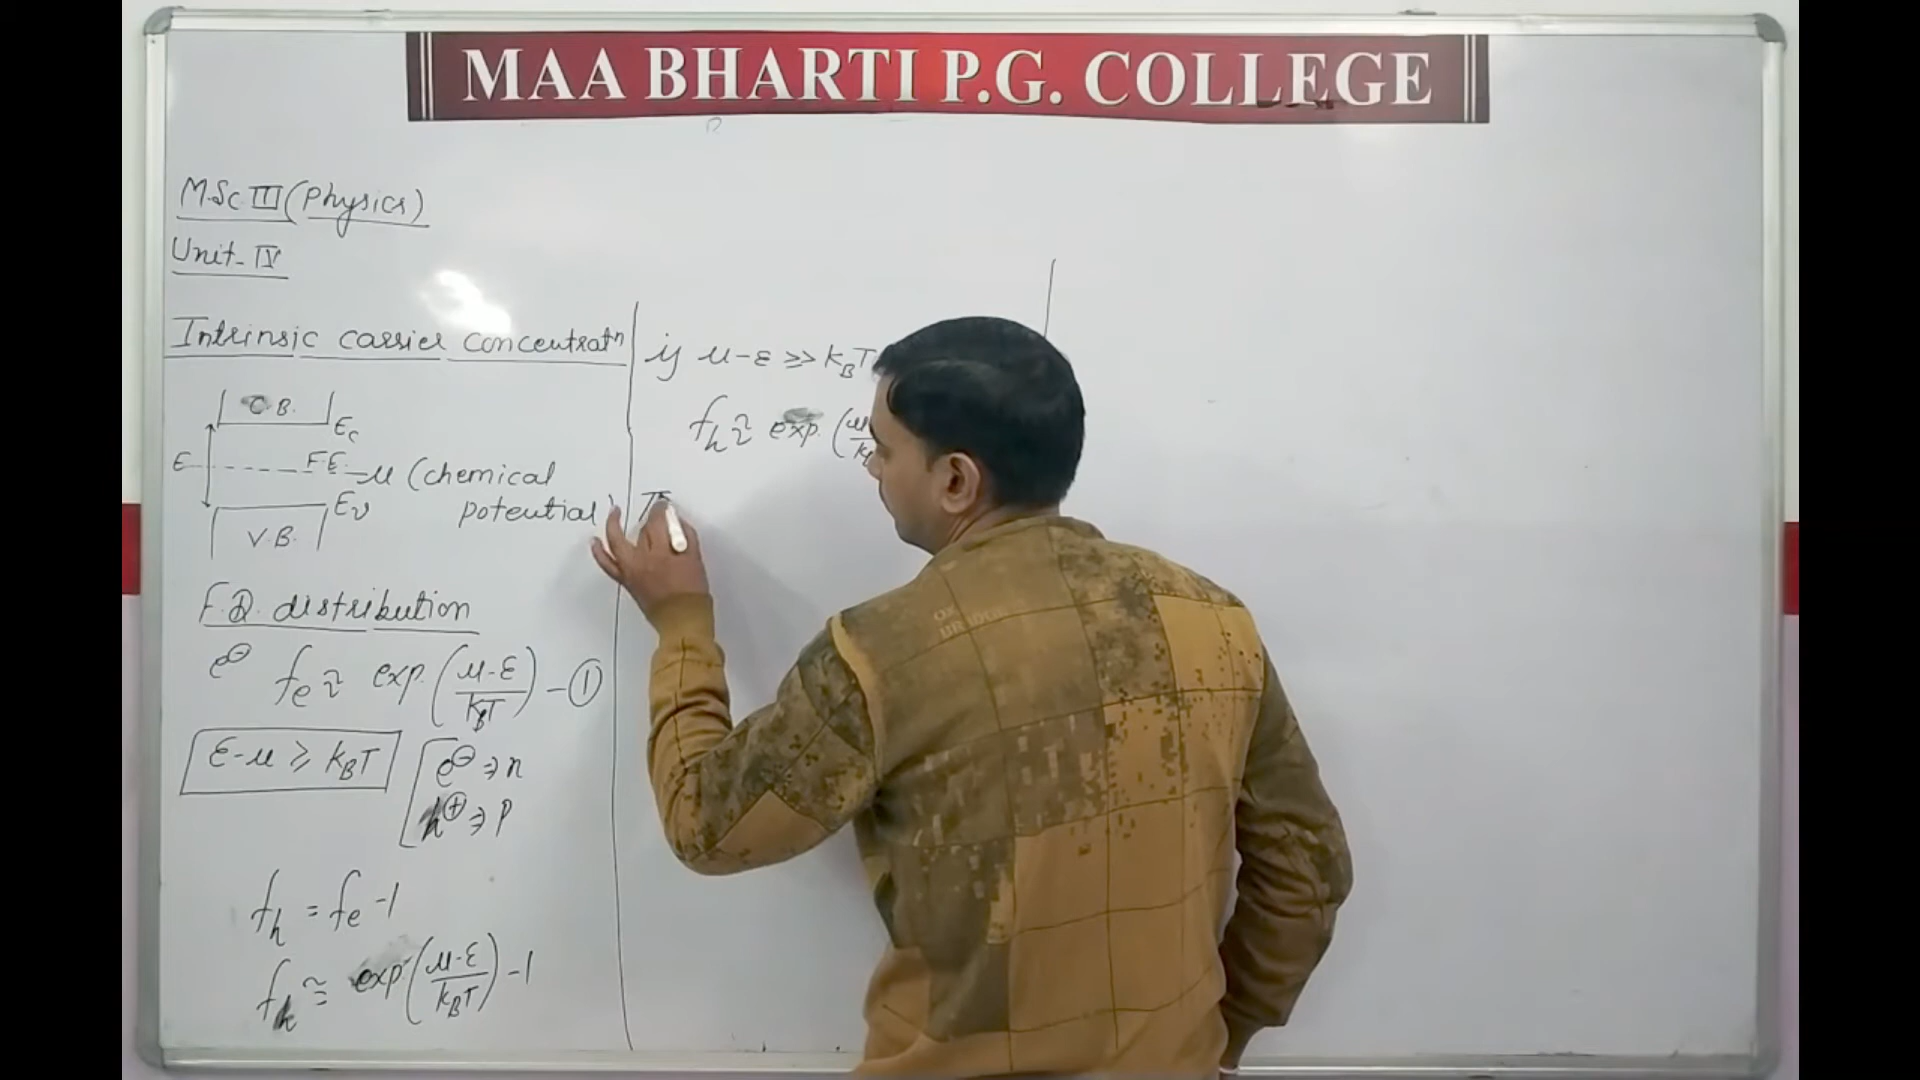 MAA BHARTI P.G. COLLEGE
M.Sc III (Physics)
Unit-IV
Intrinsic carrier concentratn
C.B.
Ec
E
F.E. μ (chemical
potential)
Ev
V.B.
F.D. distribution
e⊖ fe ≈ exp. (μ-ε/kBT) - ①
ε-μ ≥ kBT
e⊖ ⇒ n
h⊕ ⇒ p
fh = fe -1
fh ≅ exp (μ-ε/kBT) -1
if μ-ε >> kBT
fh ≈ exp. (μ